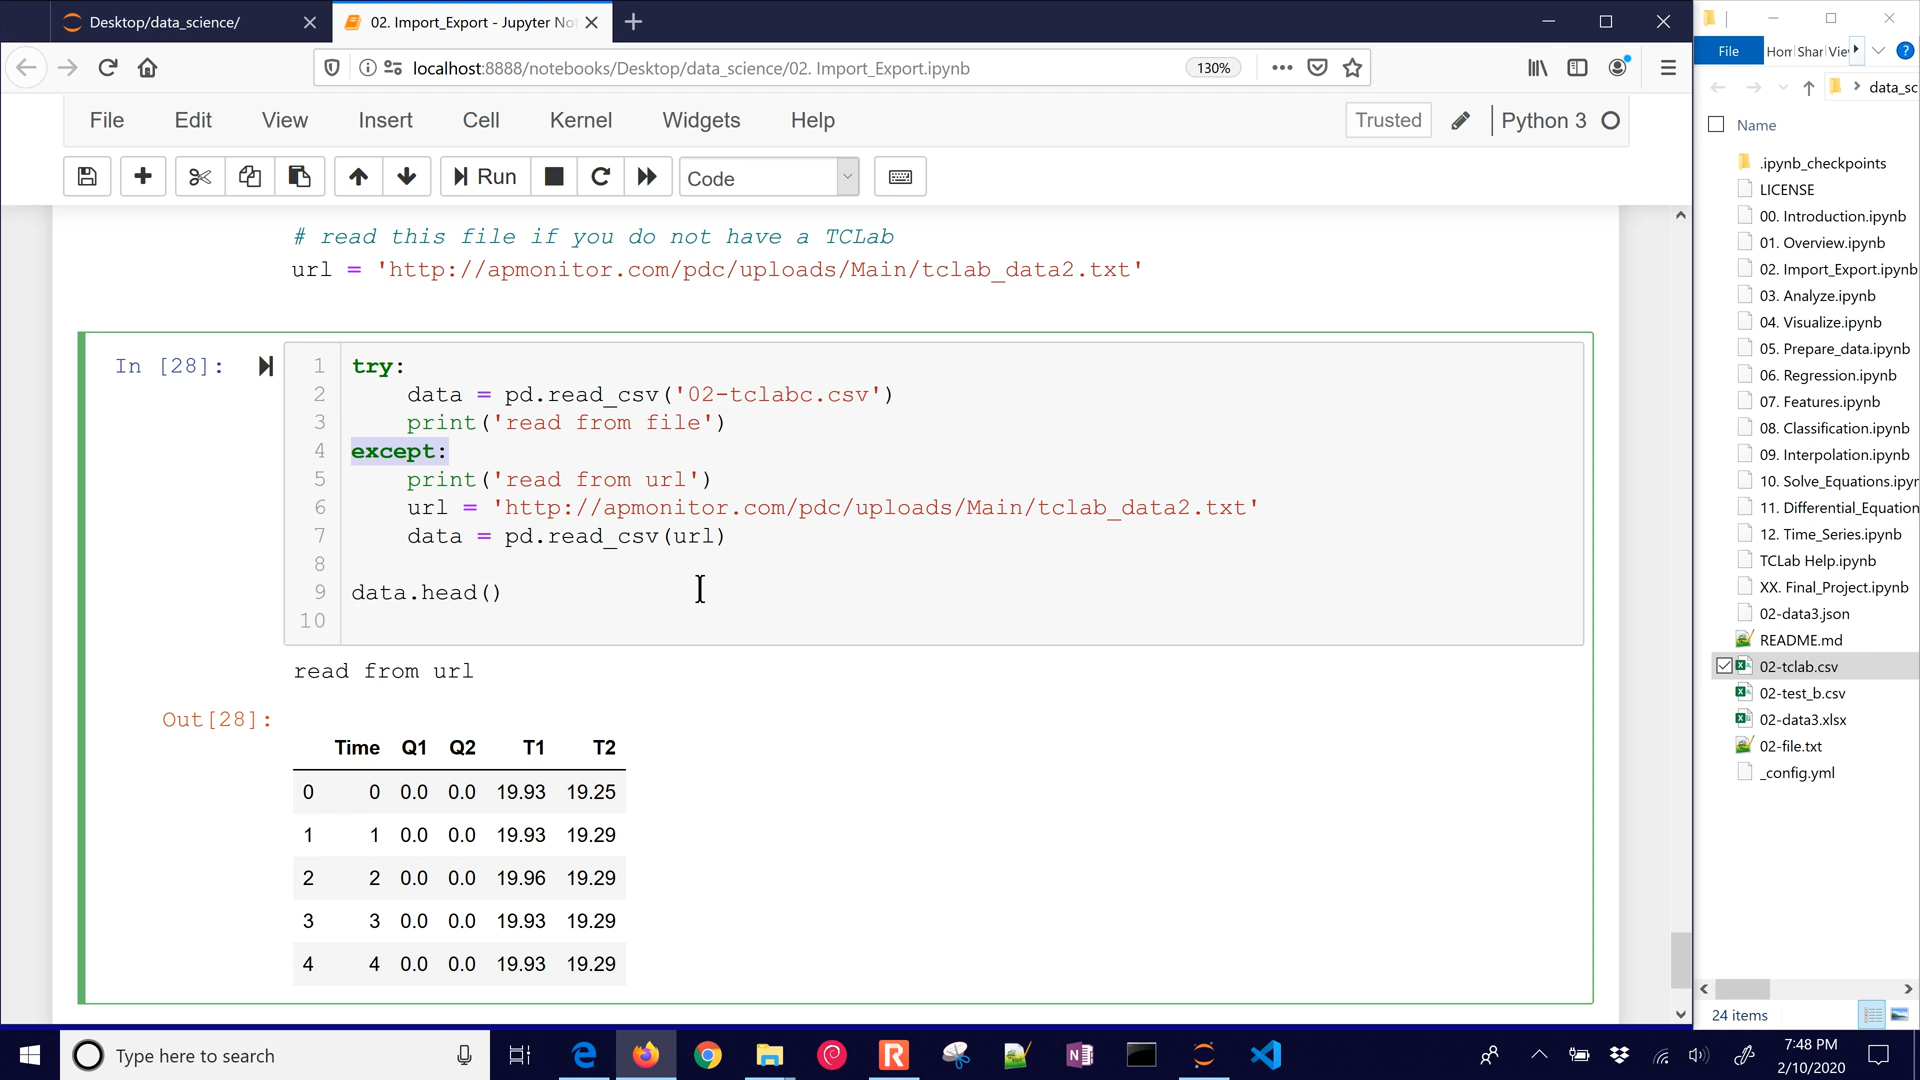 Desktop/data_science/
02. Import_Export - Jupyter No
localhost:8888/notebooks/Desktop/data_science/02. Import_Export.ipynb
130%
File Edit View Insert Cell Kernel Widgets Help
Trusted
Python 3
Run
Code
# read this file if you do not have a TCLab
url = 'http://apmonitor.com/pdc/uploads/Main/tclab_data2.txt'
In [28]:
1 try:
2 data = pd.read_csv('02-tclabc.csv')
3 print('read from file')
4 except:
5 print('read from url')
6 url = 'http://apmonitor.com/pdc/uploads/Main/tclab_data2.txt'
7 data = pd.read_csv(url)
8
9 data.head()
10
read from url
Out[28]:
Time Q1 Q2 T1 T2
0 0 0.0 0.0 19.93 19.25
1 1 0.0 0.0 19.93 19.29
2 2 0.0 0.0 19.96 19.29
3 3 0.0 0.0 19.93 19.29
4 4 0.0 0.0 19.93 19.29
File Hom Shar Vie
data_sc
Name
.ipynb_checkpoints
LICENSE
00. Introduction.ipynb
01. Overview.ipynb
02. Import_Export.ipynb
03. Analyze.ipynb
04. Visualize.ipynb
05. Prepare_data.ipynb
06. Regression.ipynb
07. Features.ipynb
08. Classification.ipynb
09. Interpolation.ipynb
10. Solve_Equations.ipyn
11. Differential_Equation
12. Time_Series.ipynb
TCLab Help.ipynb
XX. Final_Project.ipynb
02-data3.json
README.md
02-tclab.csv
02-test_b.csv
02-data3.xlsx
02-file.txt
_config.yml
24 items
Type here to search
7:48 PM
2/10/2020